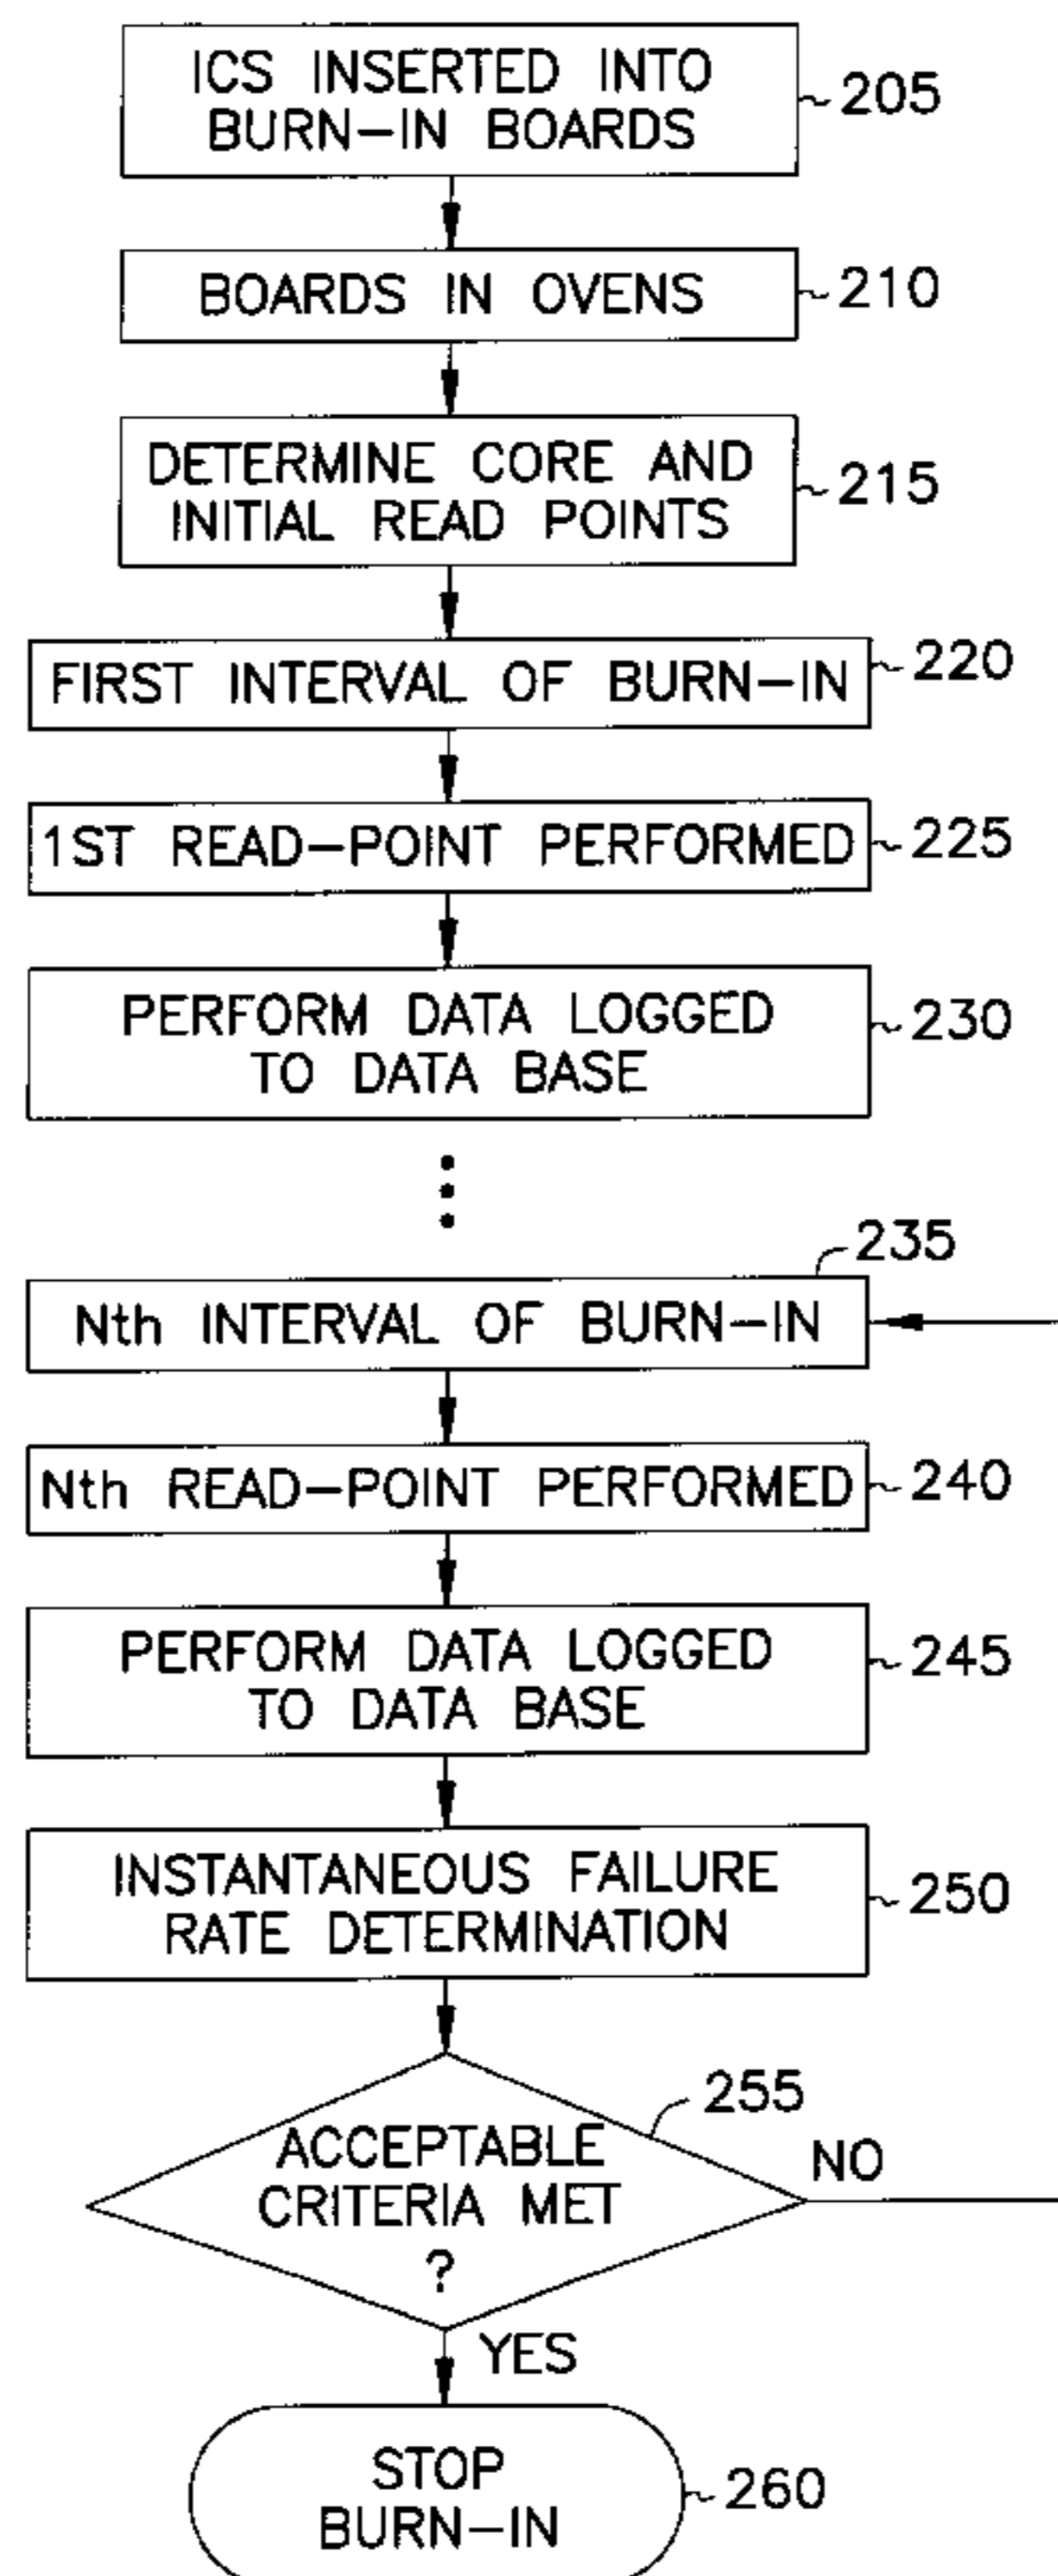 ICS INSERTED INTO
BURN-IN BOARDS
205
BOARDS IN OVENS
210
DETERMINE CORE AND
INITIAL READ POINTS
215
FIRST INTERVAL OF BURN-IN
220
1ST READ-POINT PERFORMED
225
PERFORM DATA LOGGED
TO DATA BASE
230
235
Nth INTERVAL OF BURN-IN
Nth READ-POINT PERFORMED
240
PERFORM DATA LOGGED
TO DATA BASE
245
INSTANTANEOUS FAILURE
RATE DETERMINATION
250
255
ACCEPTABLE
CRITERIA MET
?
NO
YES
STOP
BURN-IN
260